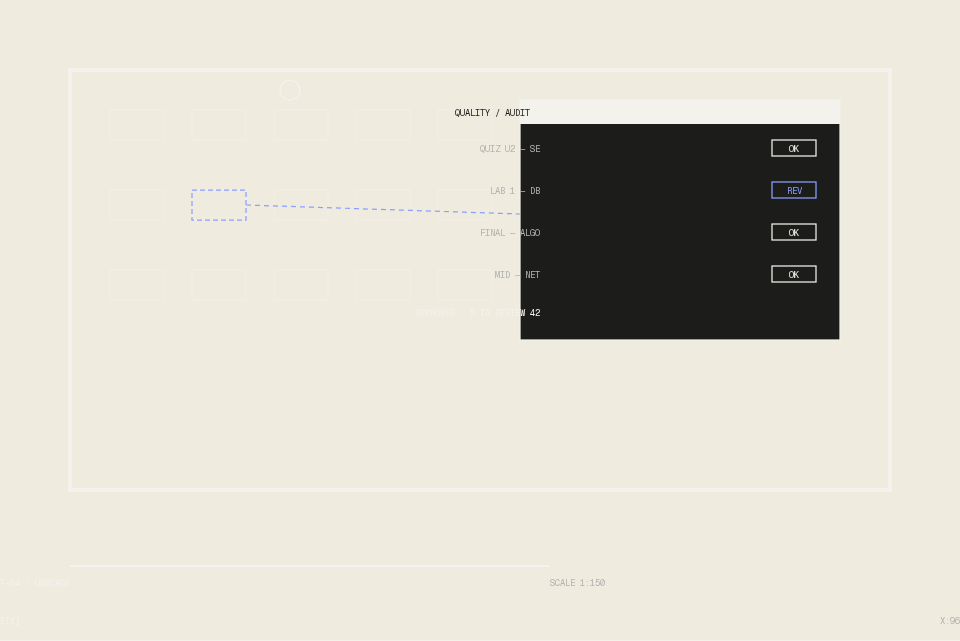 QUALITY / AUDIT
QUIZ U2 — SE OK
LAB 1 — DB REV
FINAL — ALGO OK
MID — NET OK
42
SCALE 1:150
X:96